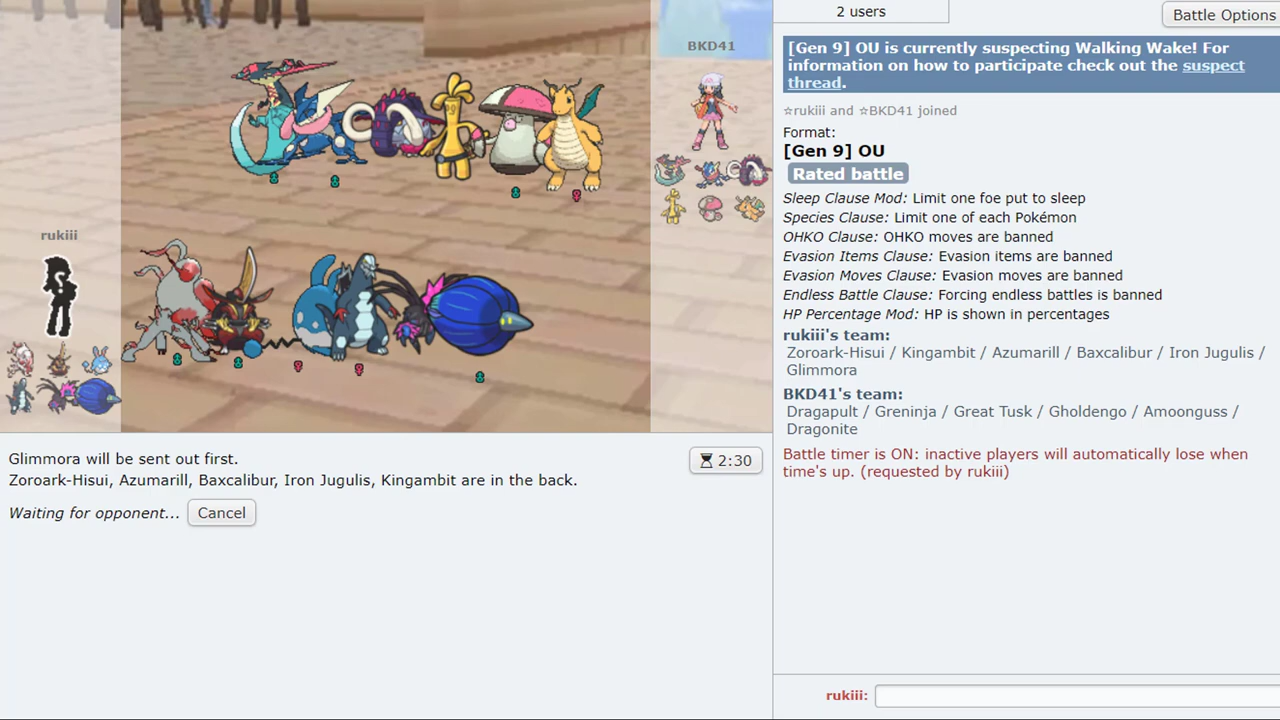 BKD41
rukiii
Glimmora will be sent out first.
Zoroark-Hisui, Azumarill, Baxcalibur, Iron Jugulis, Kingambit are in the back.
Waiting for opponent... Cancel
2:30
2 users
Battle Options
[Gen 9] OU is currently suspecting Walking Wake! For
information on how to participate check out the suspect
thread.
☆rukiii and ☆BKD41 joined
Format:
[Gen 9] OU
Rated battle
Sleep Clause Mod: Limit one foe put to sleep
Species Clause: Limit one of each Pokémon
OHKO Clause: OHKO moves are banned
Evasion Items Clause: Evasion items are banned
Evasion Moves Clause: Evasion moves are banned
Endless Battle Clause: Forcing endless battles is banned
HP Percentage Mod: HP is shown in percentages
rukiii's team:
Zoroark-Hisui / Kingambit / Azumarill / Baxcalibur / Iron Jugulis /
Glimmora
BKD41's team:
Dragapult / Greninja / Great Tusk / Gholdengo / Amoonguss /
Dragonite
Battle timer is ON: inactive players will automatically lose when
time's up. (requested by rukiii)
rukiii: